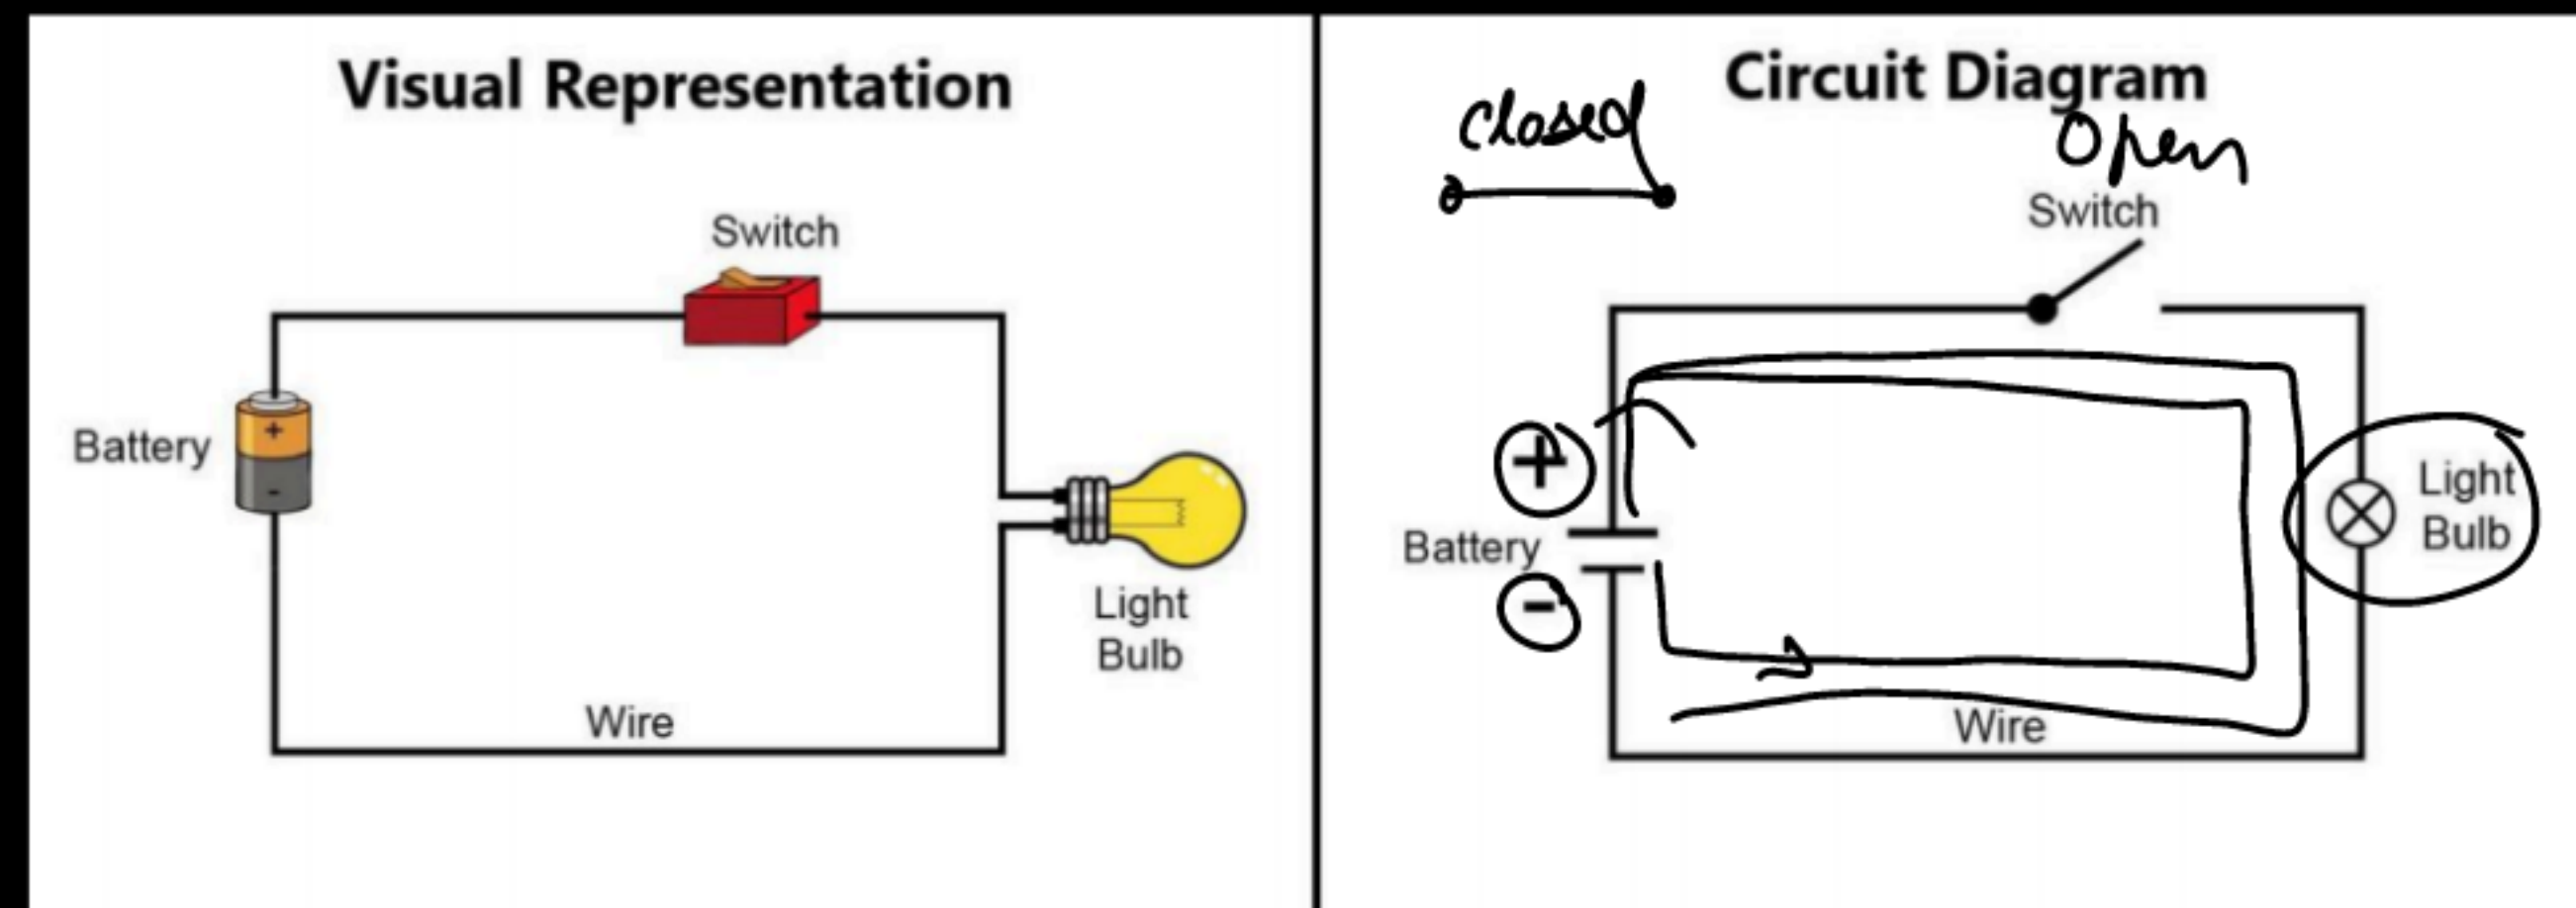 Visual Representation
Switch
Battery
+
-
Light
Bulb
Wire
Circuit Diagram
closed
Open
Switch
+
Battery
-
Light
Bulb
Wire